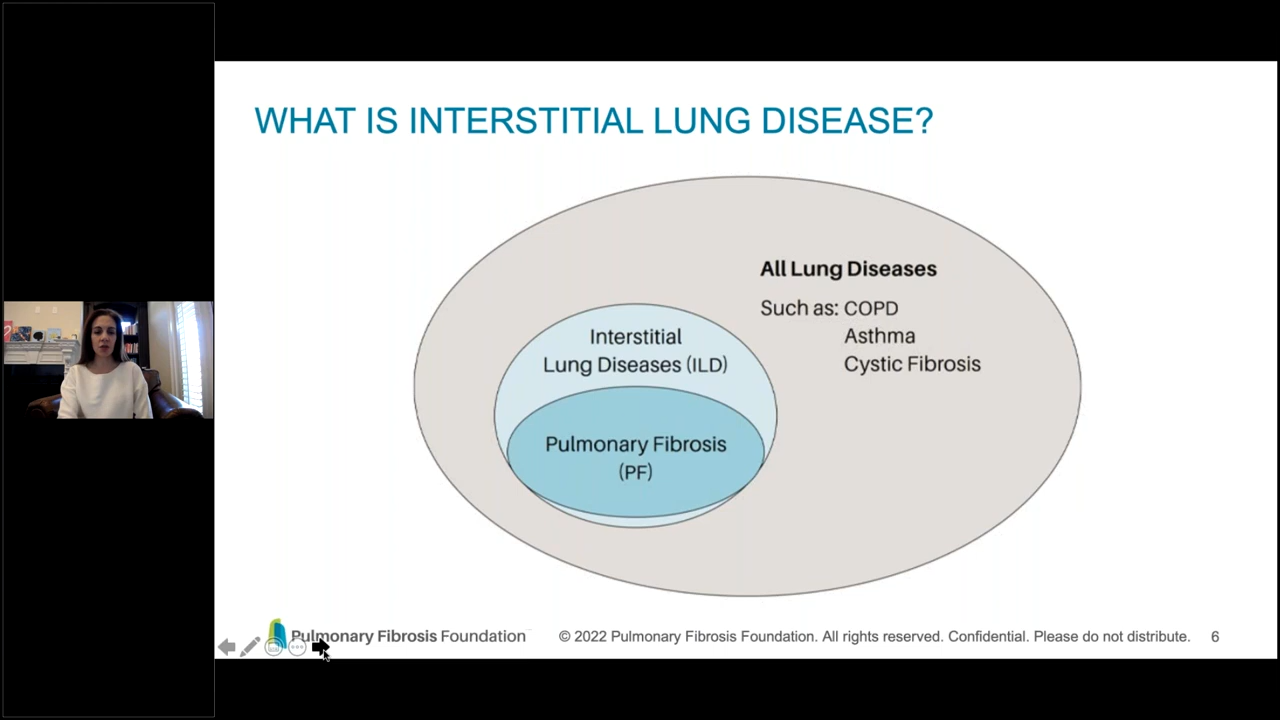 WHAT IS INTERSTITIAL LUNG DISEASE?
All Lung Diseases
Such as: COPD
Asthma
Cystic Fibrosis
Interstitial
Lung Diseases (ILD)
Pulmonary Fibrosis
(PF)
Pulmonary Fibrosis Foundation
© 2022 Pulmonary Fibrosis Foundation. All rights reserved. Confidential. Please do not distribute. 6